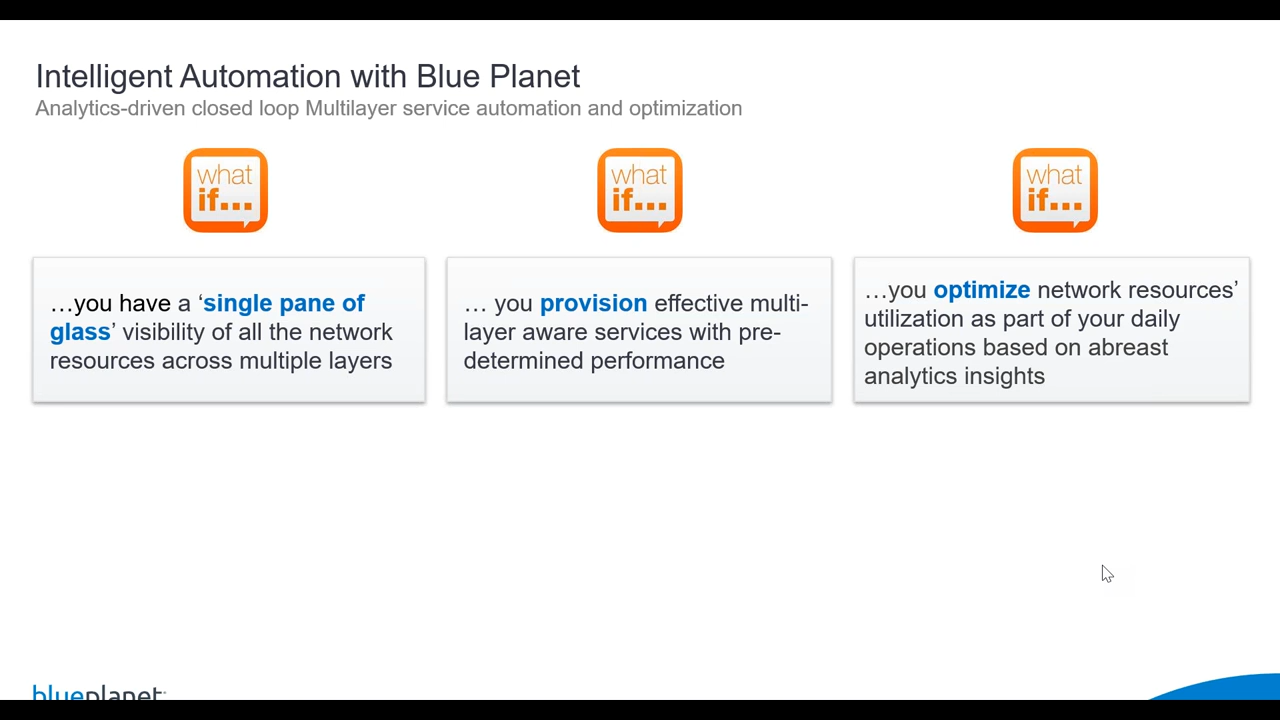 Intelligent Automation with Blue Planet
Analytics-driven closed loop Multilayer service automation and optimization
what
if...
what
if...
what
if...
…you have a ‘single pane of
glass’ visibility of all the network
resources across multiple layers
… you provision effective multi-
layer aware services with pre-
determined performance
…you optimize network resources’
utilization as part of your daily
operations based on abreast
analytics insights
blueplanet